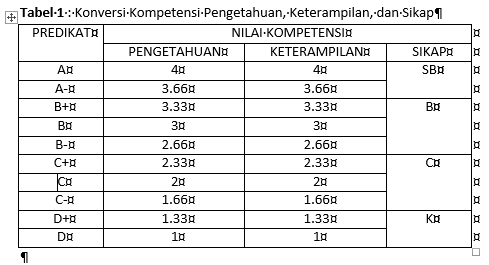 Tabel·1·:·Konversi·Kompetensi·Pengetahuan,·Keterampilan,·dan·Sikap¶
PREDIKAT¤ NILAI·KOMPETENSI¤ ¤
PENGETAHUAN¤ KETERAMPILAN¤ SIKAP¤ ¤
A¤ 4¤ 4¤ SB¤ ¤
A-¤ 3.66¤ 3.66¤ ¤
B+¤ 3.33¤ 3.33¤ B¤ ¤
B¤ 3¤ 3¤ ¤
B-¤ 2.66¤ 2.66¤ ¤
C+¤ 2.33¤ 2.33¤ C¤ ¤
C¤ 2¤ 2¤ ¤
C-¤ 1.66¤ 1.66¤ ¤
D+¤ 1.33¤ 1.33¤ K¤ ¤
D¤ 1¤ 1¤ ¤
¶